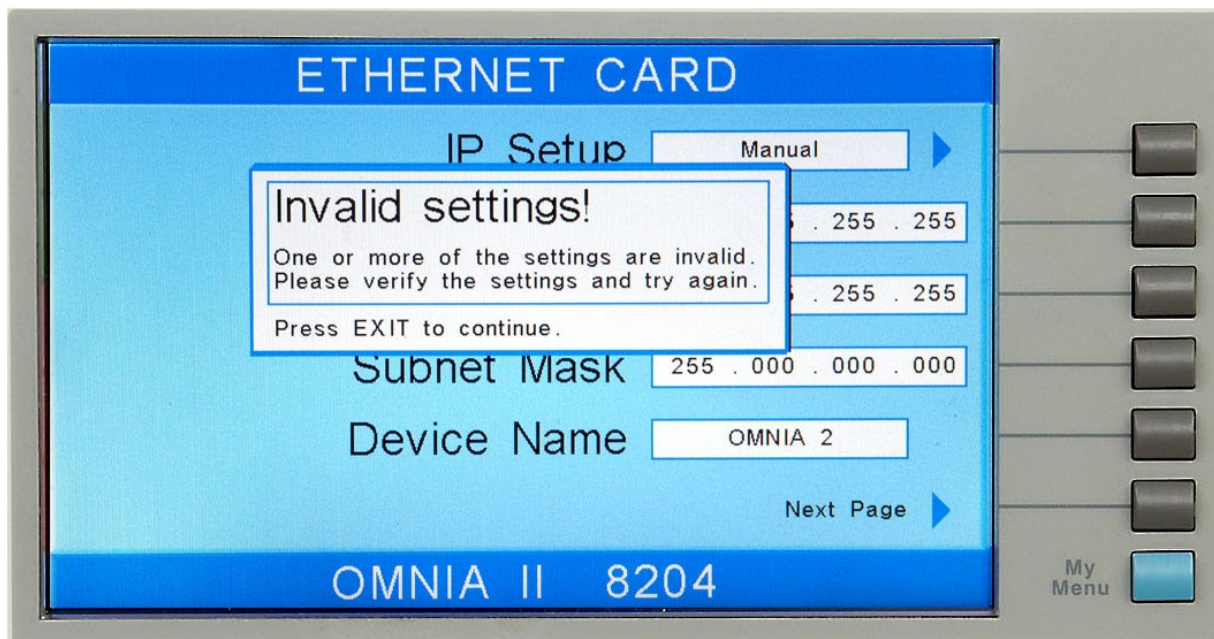 ETHERNET CARD
IP Setup Manual
Invalid settings!
. 255 . 255
One or more of the settings are invalid.
Please verify the settings and try again.
. 255 . 255
Press EXIT to continue.
Subnet Mask 255 . 000 . 000 . 000
Device Name OMNIA 2
Next Page
OMNIA II 8204
My
Menu